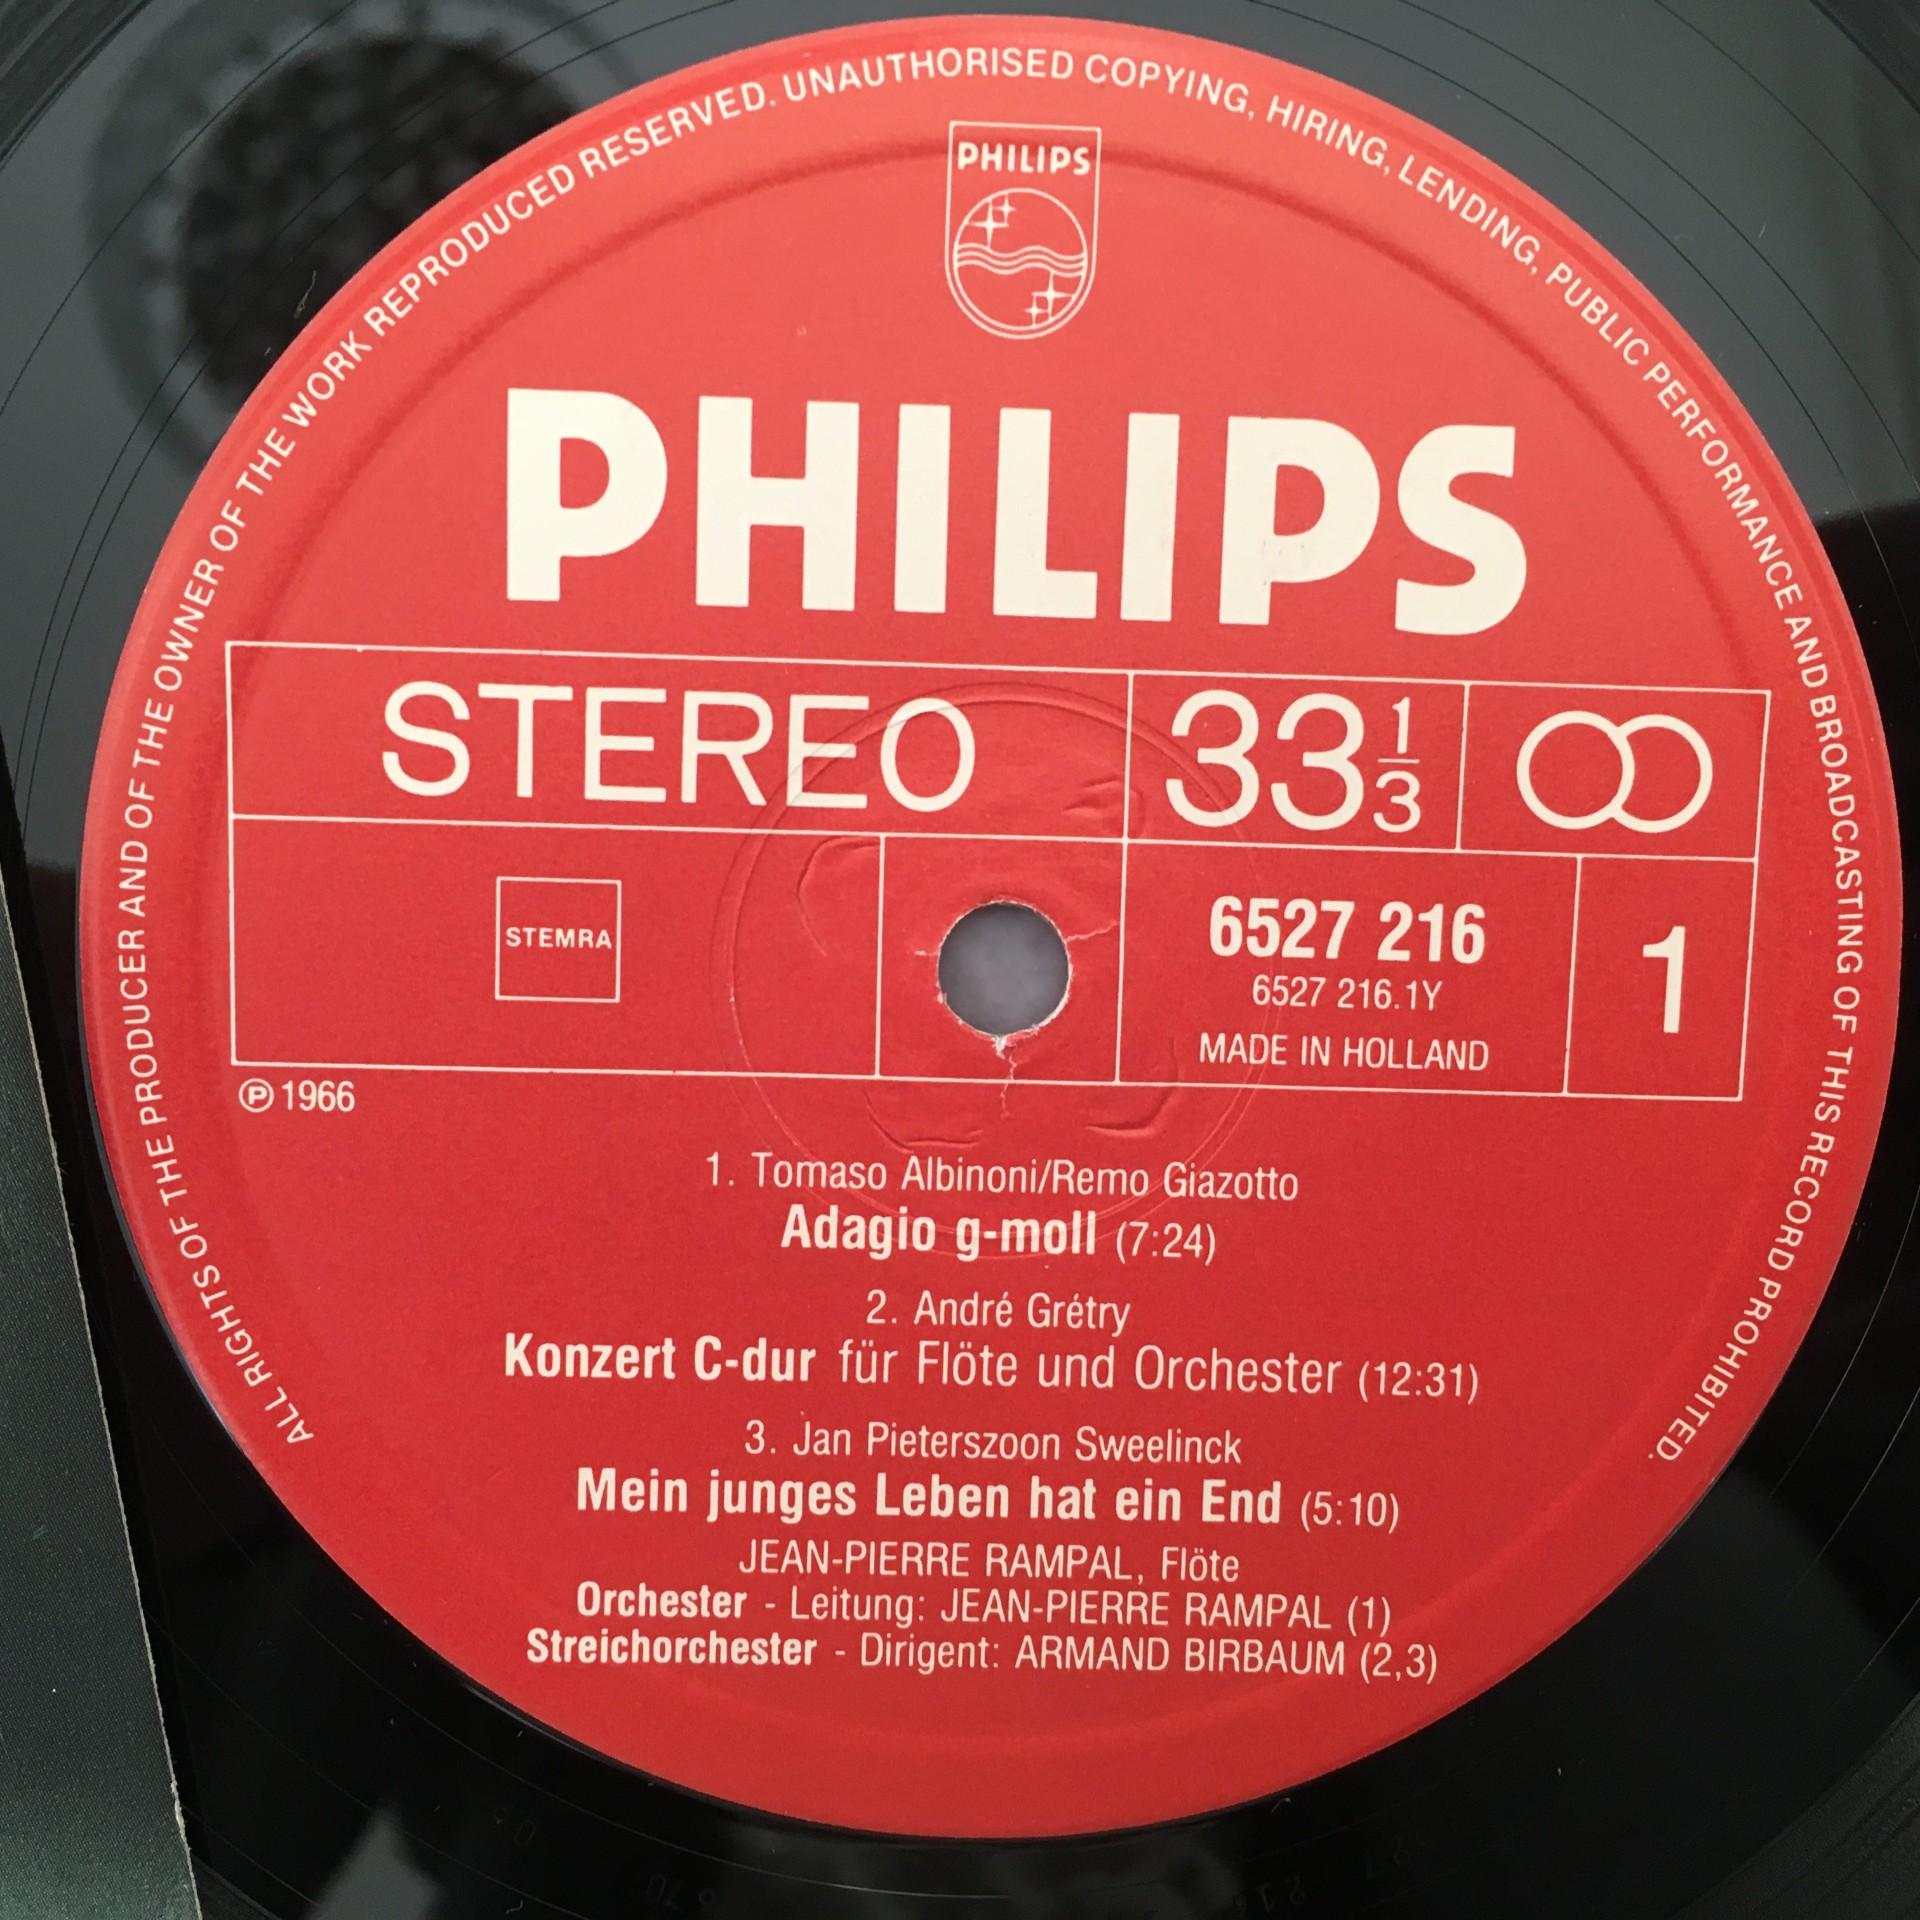 ALL RIGHTS OF THE PRODUCER AND OF THE OWNER OF THE WORK REPRODUCED RESERVED. UNAUTHORISED COPYING, HIRING, LENDING, PUBLIC PERFORMANCE AND BROADCASTING OF THIS RECORD PROHIBITED.
PHILIPS
PHILIPS
STEREO 33 1/3
STEMRA
6527 216 1
6527 216.1Y
MADE IN HOLLAND
Ⓟ 1966
1. Tomaso Albinoni/Remo Giazotto
Adagio g-moll (7:24)
2. André Grétry
Konzert C-dur für Flöte und Orchester (12:31)
3. Jan Pieterszoon Sweelinck
Mein junges Leben hat ein End (5:10)
JEAN-PIERRE RAMPAL, Flöte
Orchester - Leitung: JEAN-PIERRE RAMPAL (1)
Streichorchester - Dirigent: ARMAND BIRBAUM (2,3)